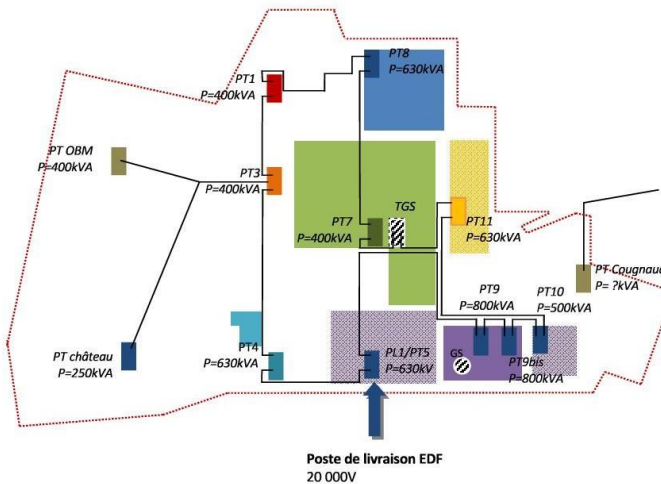 PT8
P=630kVA
PT1
P=400kVA
PT OBM
P=400kVA
PT3
P=400kVA
TGS
PT7
P=400kVA
PT11
P=630kVA
PT Cougnaud
P= ?kVA
PT9
P=800kVA
PT10
P=500kVA
PT4
P=630kVA
PL1/PT5
P=630kV
GS
PT9bis
P=800kVA
PT château
P=250kVA
Poste de livraison EDF
20 000V